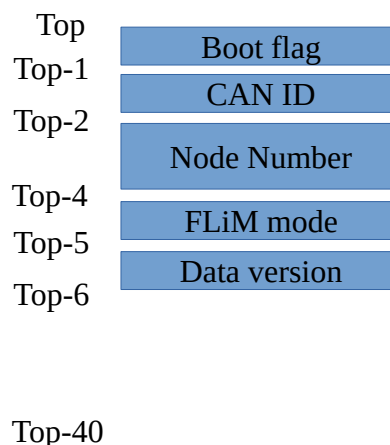 Top
Boot flag
Top-1
CAN ID
Top-2
Node Number
Top-4
FLiM mode
Top-5
Data version
Top-6
Top-40